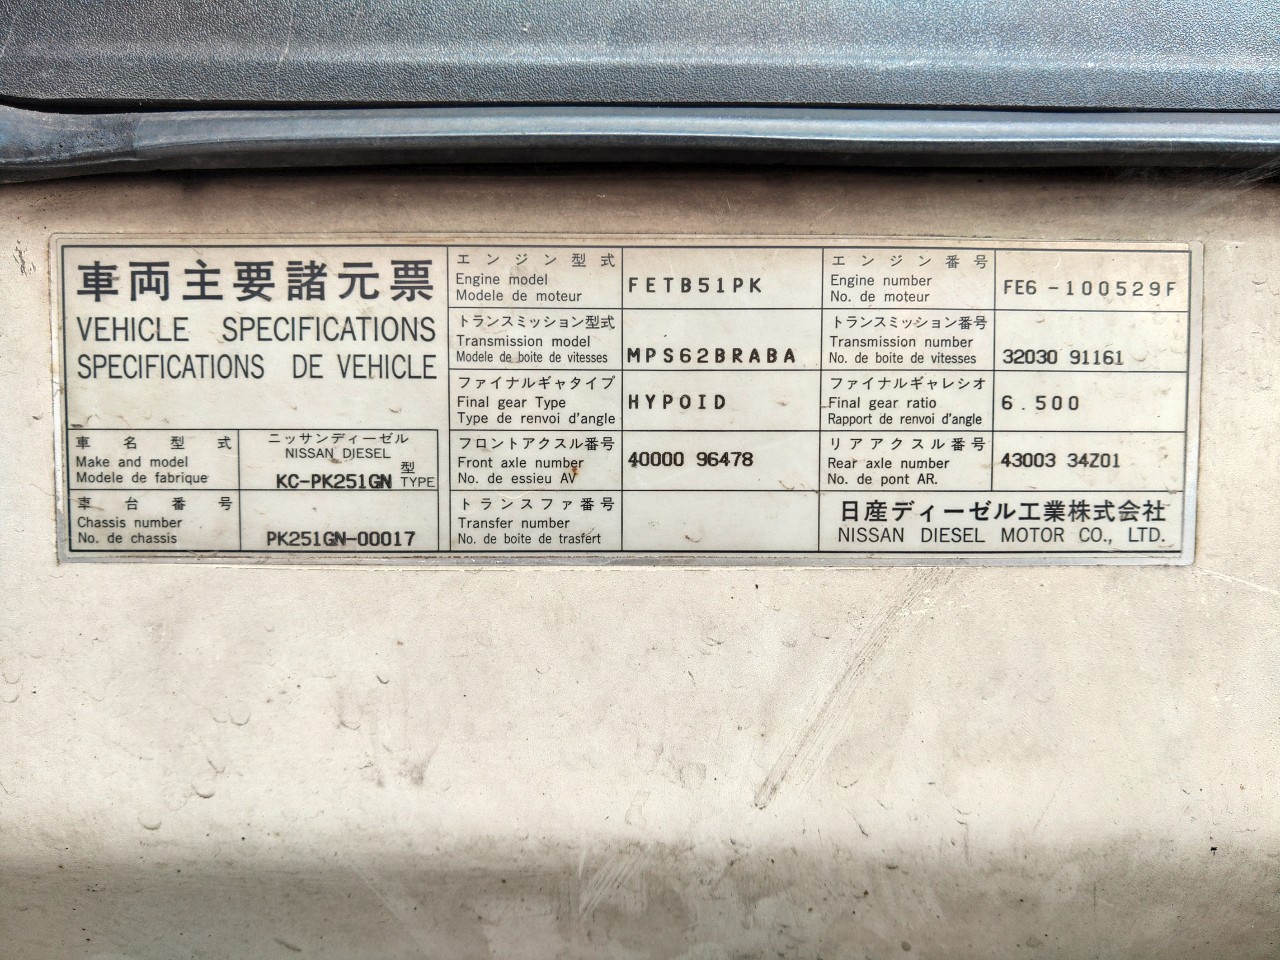 車両主要諸元票
VEHICLE SPECIFICATIONS
SPECIFICATIONS DE VEHICLE
車名型式
Make and model
Modele de fabrique
ニッサンディーゼル
NISSAN DIESEL
KC-PK251GN 型 TYPE
車台番号
Chassis number
No. de chassis
PK251GN-00017
エンジン型式
Engine model
Modele de moteur
FETB51PK
エンジン番号
Engine number
No. de moteur
FE6 -100529F
トランスミッション型式
Transmission model
Modele de boite de vitesses
MPS62BRABA
トランスミッション番号
Transmission number
No. de boite de vitesses
32030 91161
ファイナルギャタイプ
Final gear Type
Type de renvoi d'angle
HYPOID
ファイナルギャレシオ
Final gear ratio
Rapport de renvoi d'angle
6.500
フロントアクスル番号
Front axle number
No. de essieu AV
40000 96478
リアアクスル番号
Rear axle number
No. de pont AR.
43003 34Z01
トランスファ番号
Transfer number
No. de boite de trasfert
日産ディーゼル工業株式会社
NISSAN DIESEL MOTOR CO., LTD.